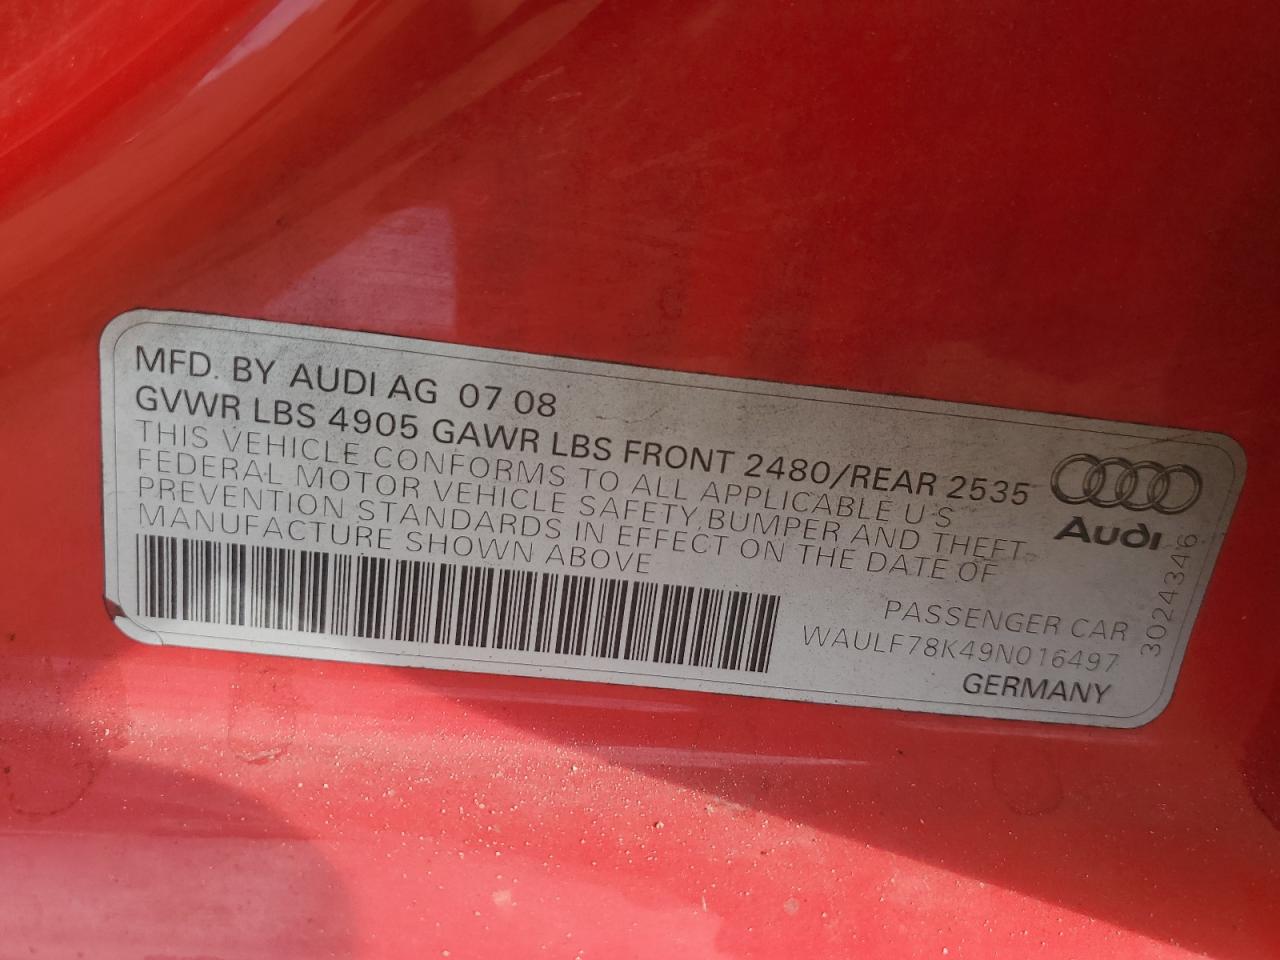 MFD. BY AUDI AG 07 08
GVWR LBS 4905 GAWR LBS FRONT 2480/REAR 2535
THIS VEHICLE CONFORMS TO ALL APPLICABLE U S
FEDERAL MOTOR VEHICLE SAFETY, BUMPER AND THEFT
PREVENTION STANDARDS IN EFFECT ON THE DATE OF
MANUFACTURE SHOWN ABOVE
Audi
PASSENGER CAR
WAULF78K49N016497
GERMANY
3024346